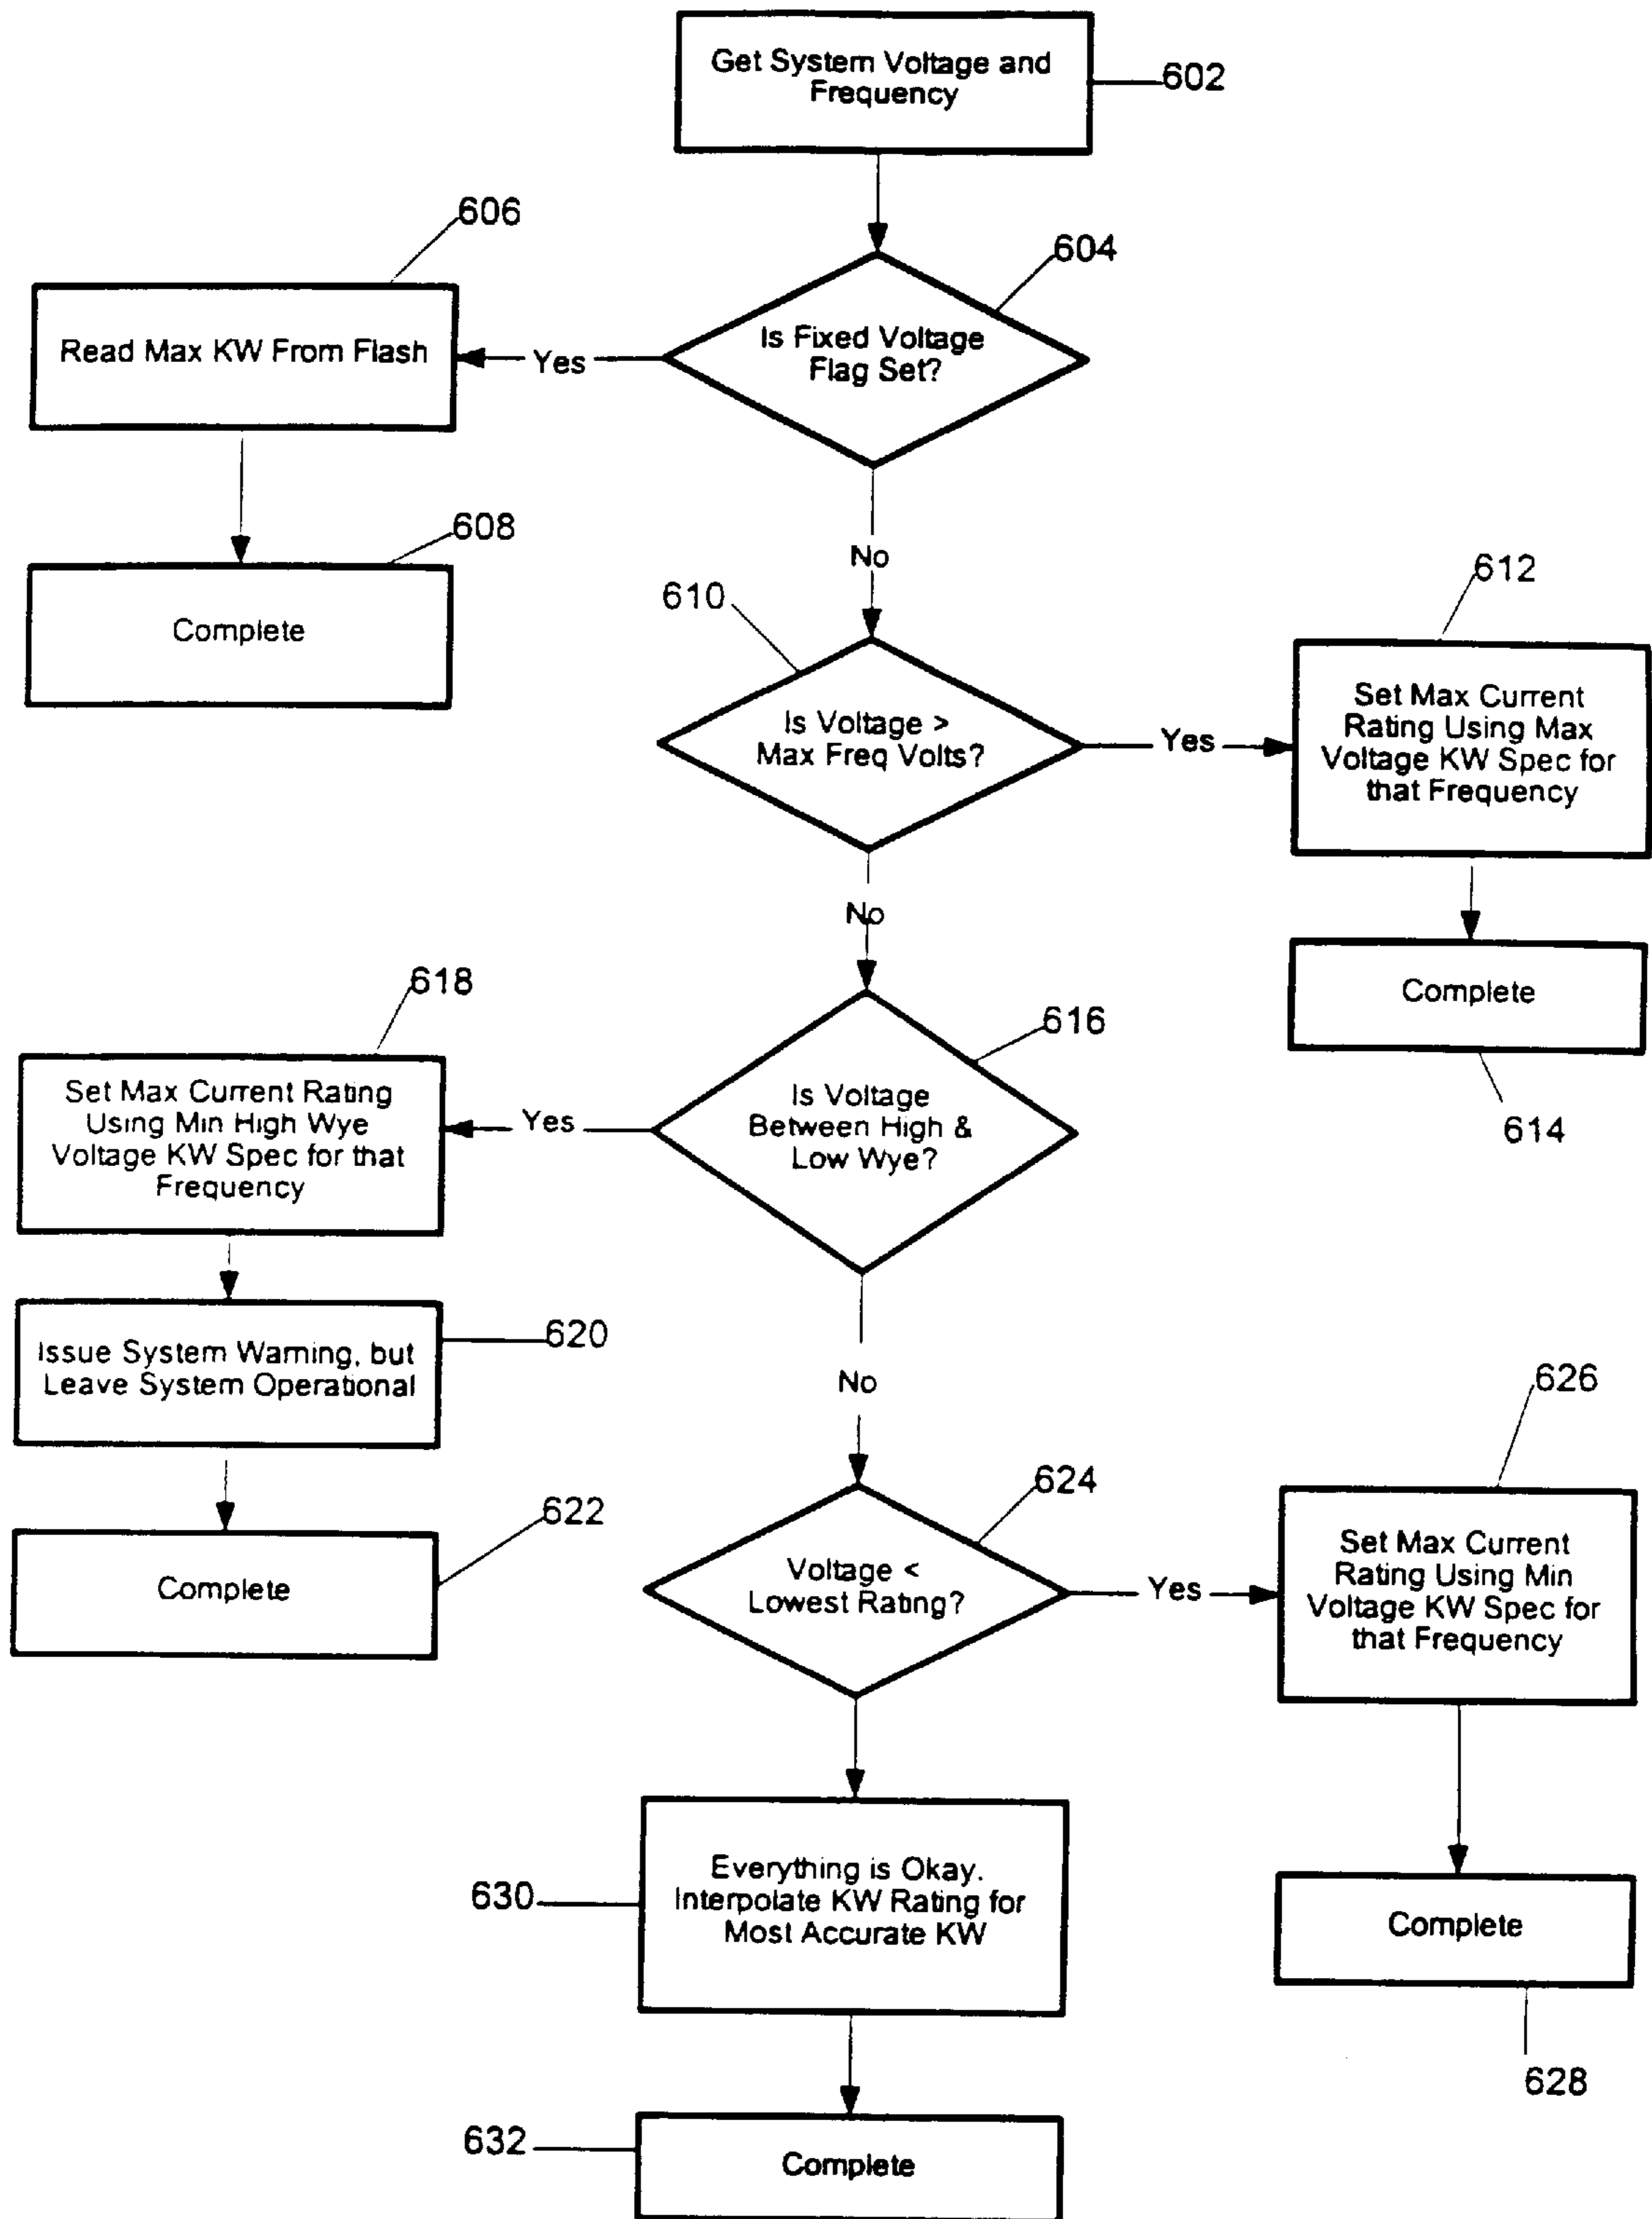 Get System Voltage and
Frequency
602
606
604
Read Max KW From Flash
Yes
Is Fixed Voltage
Flag Set?
608
No
Complete
610
612
Is Voltage >
Max Freq Volts?
Yes
Set Max Current
Rating Using Max
Voltage KW Spec for
that Frequency
No
618
Complete
616
614
Set Max Current Rating
Using Min High Wye
Voltage KW Spec for that
Frequency
Yes
Is Voltage
Between High &
Low Wye?
620
Issue System Warning, but
Leave System Operational
No
626
624
622
Complete
Voltage <
Lowest Rating?
Yes
Set Max Current
Rating Using Min
Voltage KW Spec for
that Frequency
630
Everything is Okay.
Interpolate KW Rating for
Most Accurate KW
Complete
628
632
Complete